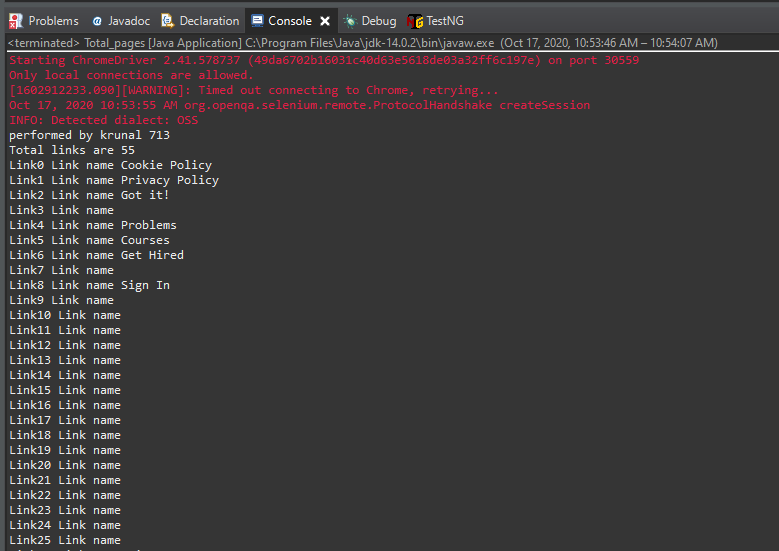 Problems Javadoc Declaration Console Debug TestNG
<terminated> Total_pages [Java Application] C:\Program Files\Java\jdk-14.0.2\bin\javaw.exe (Oct 17, 2020, 10:53:46 AM – 10:54:07 AM)
Starting ChromeDriver 2.41.578737 (49da6702b16031c40d63e5618de03a32ff6c197e) on port 30559
Only local connections are allowed.
[1602912233.090][WARNING]: Timed out connecting to Chrome, retrying...
Oct 17, 2020 10:53:55 AM org.openqa.selenium.remote.ProtocolHandshake createSession
INFO: Detected dialect: OSS
performed by krunal 713
Total links are 55
Link0 Link name Cookie Policy
Link1 Link name Privacy Policy
Link2 Link name Got it!
Link3 Link name
Link4 Link name Problems
Link5 Link name Courses
Link6 Link name Get Hired
Link7 Link name
Link8 Link name Sign In
Link9 Link name
Link10 Link name
Link11 Link name
Link12 Link name
Link13 Link name
Link14 Link name
Link15 Link name
Link16 Link name
Link17 Link name
Link18 Link name
Link19 Link name
Link20 Link name
Link21 Link name
Link22 Link name
Link23 Link name
Link24 Link name
Link25 Link name